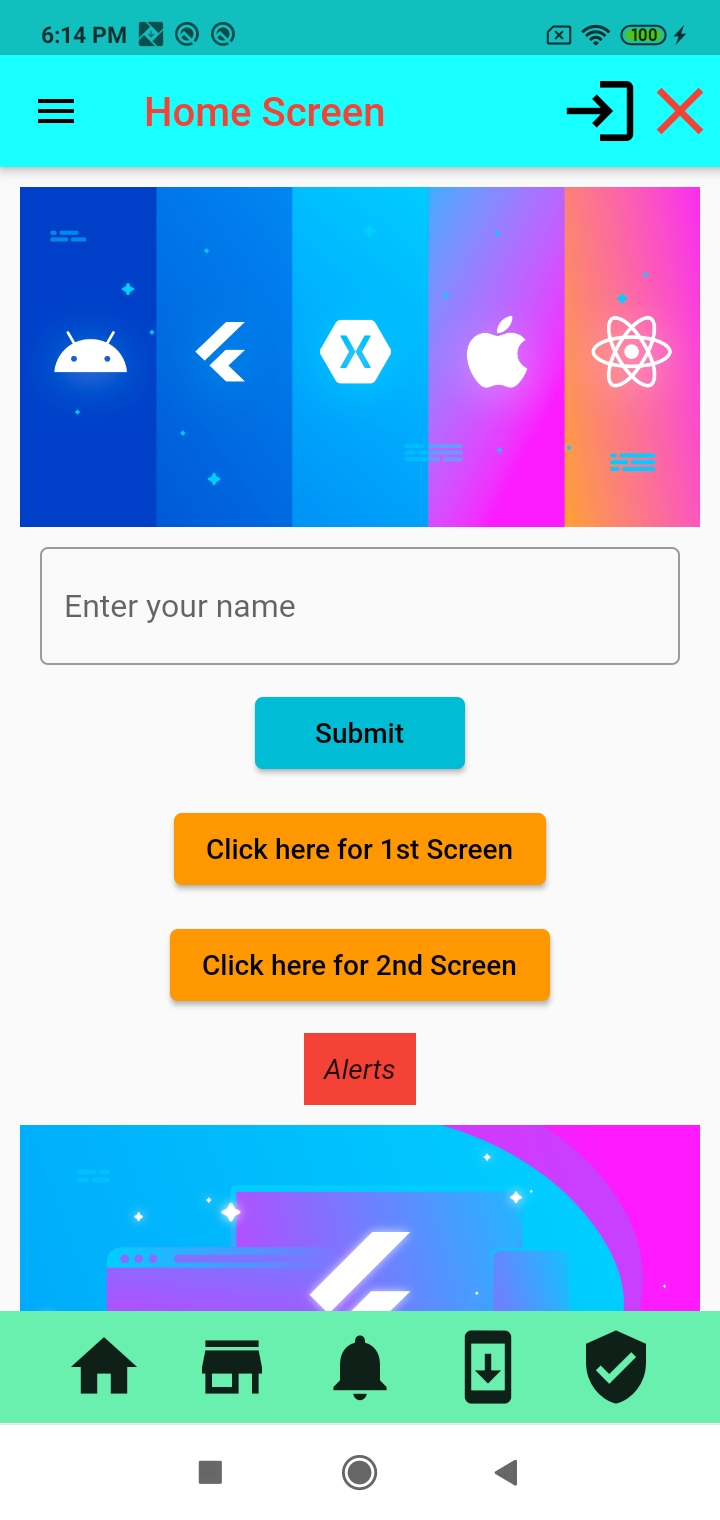 6:14 PM
100
Home Screen
Enter your name
Submit
Click here for 1st Screen
Click here for 2nd Screen
Alerts